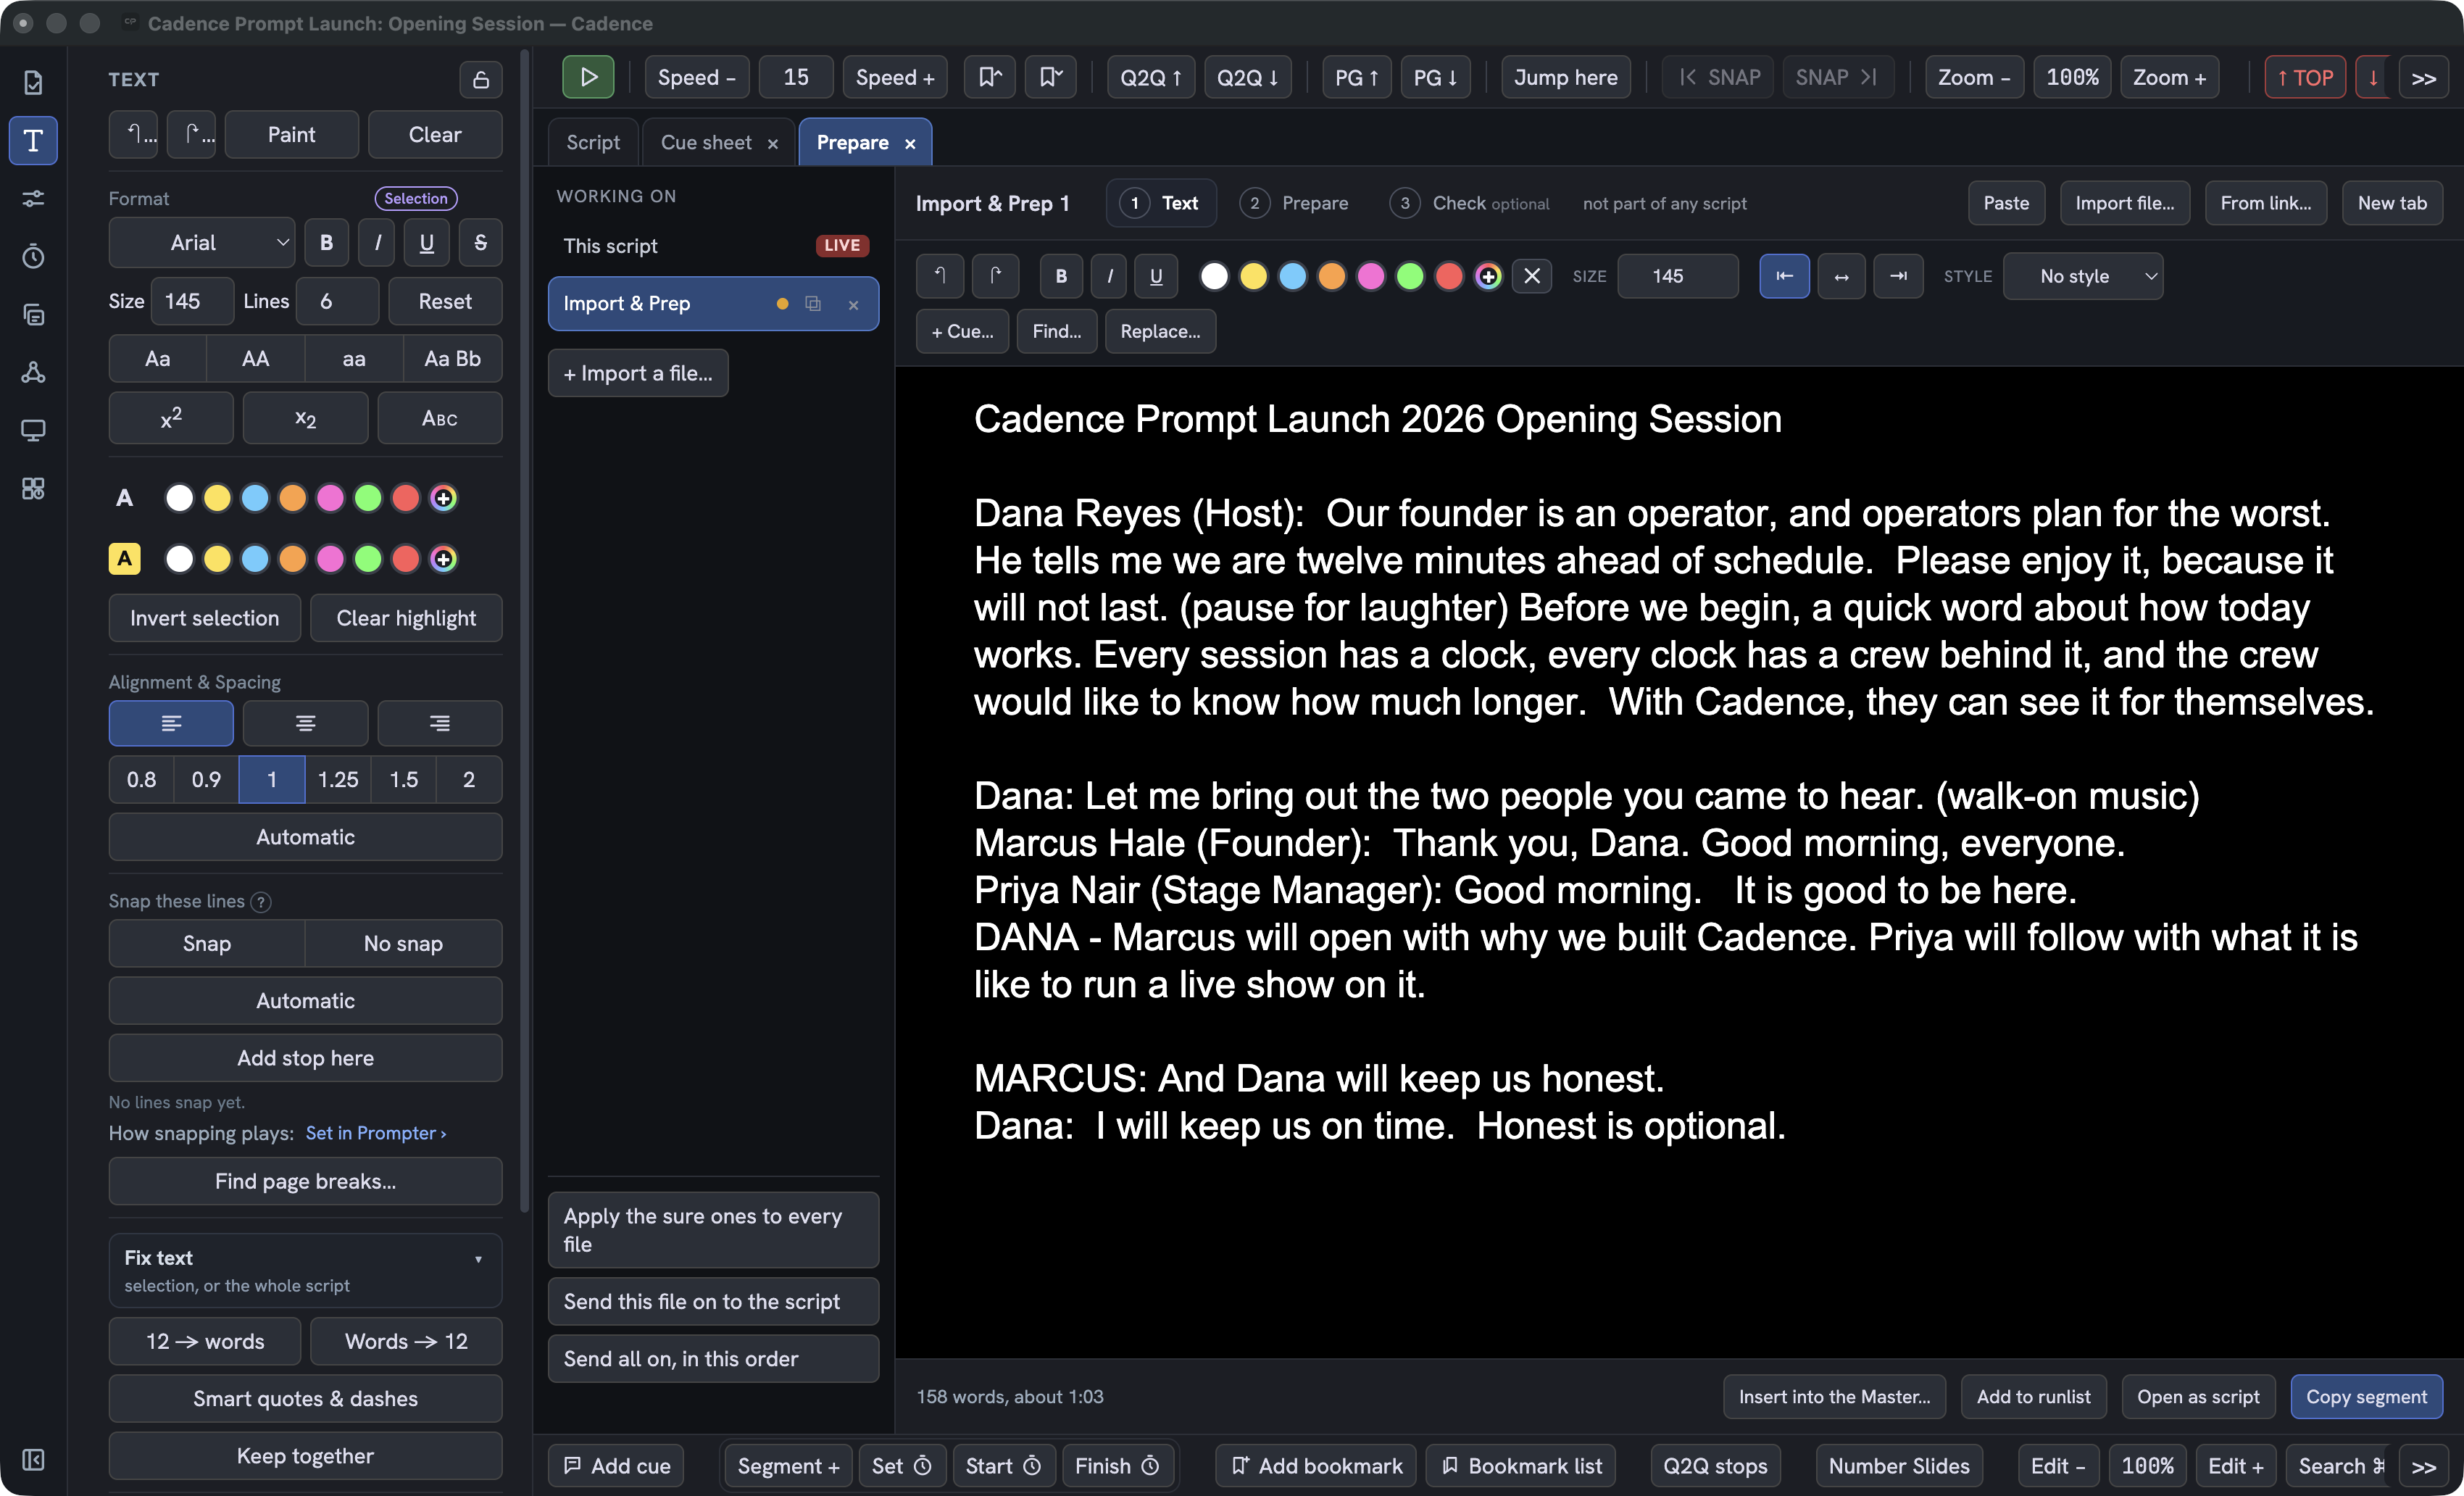 Cadence Prompt Launch: Opening Session — Cadence
TEXT
Paint
Clear
Format
Selection
Arial
B
I
U
S
Size
145
Lines
6
Reset
Aa
AA
aa
Aa Bb
x2
x2
ABC
A
A
Invert selection
Clear highlight
Alignment & Spacing
0.8
0.9
1
1.25
1.5
2
Automatic
Snap these lines ?
Snap
No snap
Automatic
Add stop here
No lines snap yet.
How snapping plays: Set in Prompter ›
Find page breaks...
Fix text
selection, or the whole script
12 → words
Words → 12
Smart quotes & dashes
Keep together
Speed –
15
Speed +
Q2Q ↑
Q2Q ↓
PG ↑
PG ↓
Jump here
SNAP
SNAP
Zoom –
100%
Zoom +
↑ TOP
↓
>>
Script
Cue sheet ×
Prepare ×
WORKING ON
This script
LIVE
Import & Prep
×
+ Import a file...
Apply the sure ones to every
file
Send this file on to the script
Send all on, in this order
Import & Prep 1
1 Text
2 Prepare
3 Check optional
not part of any script
Paste
Import file...
From link...
New tab
B
I
U
SIZE
145
STYLE
No style
+ Cue...
Find...
Replace...
Cadence Prompt Launch 2026 Opening Session
Dana Reyes (Host):  Our founder is an operator, and operators plan for the worst.
He tells me we are twelve minutes ahead of schedule.  Please enjoy it, because it
will not last. (pause for laughter) Before we begin, a quick word about how today
works. Every session has a clock, every clock has a crew behind it, and the crew
would like to know how much longer.  With Cadence, they can see it for themselves.
Dana: Let me bring out the two people you came to hear. (walk-on music)
Marcus Hale (Founder):  Thank you, Dana. Good morning, everyone.
Priya Nair (Stage Manager): Good morning.   It is good to be here.
DANA - Marcus will open with why we built Cadence. Priya will follow with what it is
like to run a live show on it.
MARCUS: And Dana will keep us honest.
Dana:  I will keep us on time.  Honest is optional.
158 words, about 1:03
Insert into the Master...
Add to runlist
Open as script
Copy segment
Add cue
Segment +
Set
Start
Finish
Add bookmark
Bookmark list
Q2Q stops
Number Slides
Edit –
100%
Edit +
Search
>>